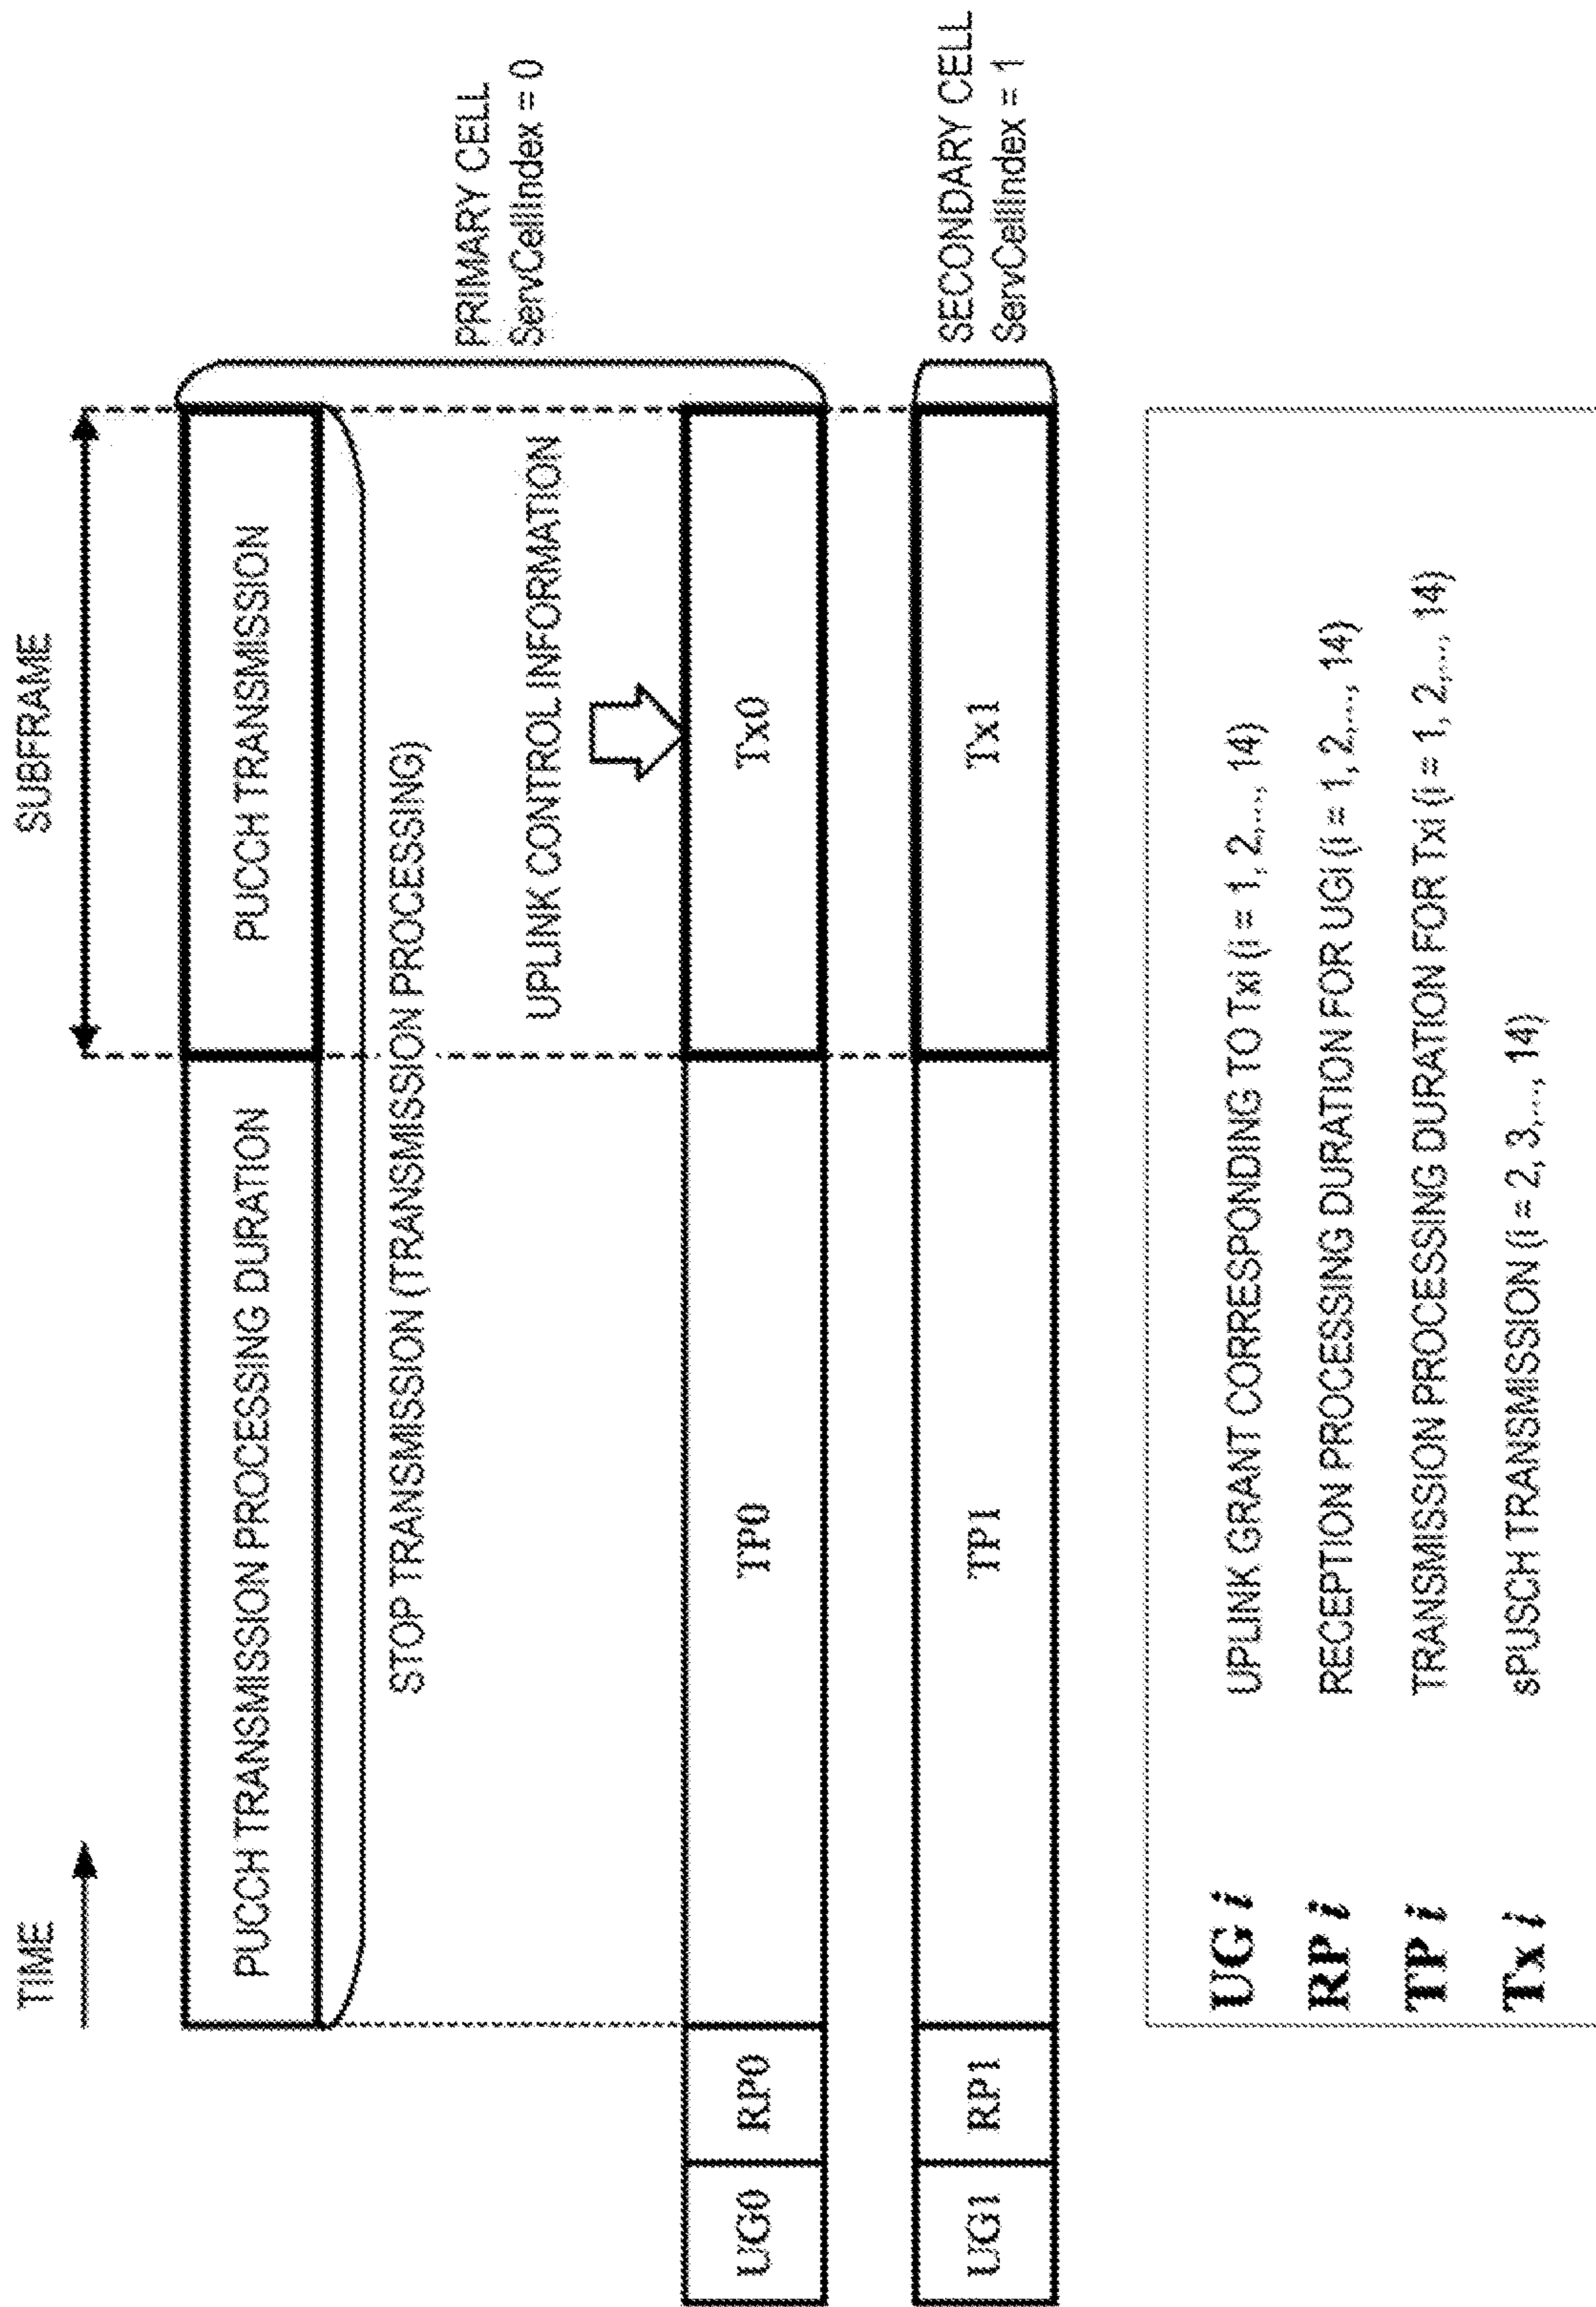 TIME
SUBFRAME
PUCCH TRANSMISSION PROCESSING DURATION
PUCCH TRANSMISSION
STOP TRANSMISSION (TRANSMISSION PROCESSING)
UPLINK CONTROL INFORMATION
PRIMARY CELL
ServCellIndex = 0
UG0
RP0
TP0
Tx0
UG1
RP1
TP1
Tx1
SECONDARY CELL
ServCellIndex = 1
UG i UPLINK GRANT CORRESPONDING TO Txi (i = 1, 2,..., 14)
RP i RECEPTION PROCESSING DURATION FOR UGi (i = 1, 2,..., 14)
TP i TRANSMISSION PROCESSING DURATION FOR Txi (i = 1, 2,..., 14)
Tx i sPUSCH TRANSMISSION (i = 2, 3,..., 14)